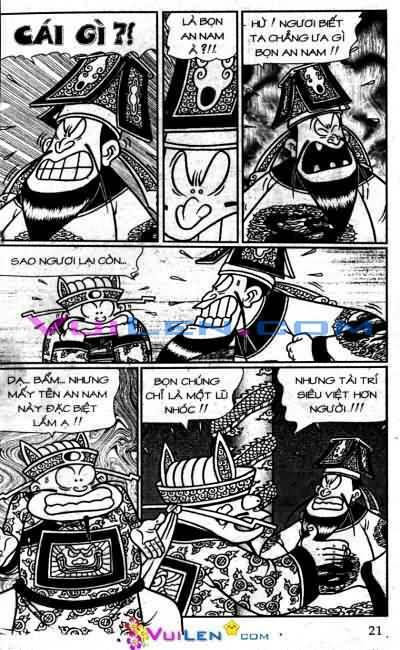 CÁI GÌ ?!
LÀ BỌN
AN NAM
À ?!!
HỪ ! NGƯƠI BIẾT
TA CHẲNG ƯA GÌ
BỌN AN NAM !!
SAO NGƯƠI LẠI CÒN...
VUILEN.COM
DẠ... BẨM... NHƯNG
MẤY TÊN AN NAM
NÀY ĐẶC BIỆT
LẮM Ạ !!
BỌN CHÚNG
CHỈ LÀ MỘT LŨ
NHÓC !!
NHƯNG TÀI TRÍ
SIÊU VIỆT HƠN
NGƯỜI !!!
21
VUILEN.COM